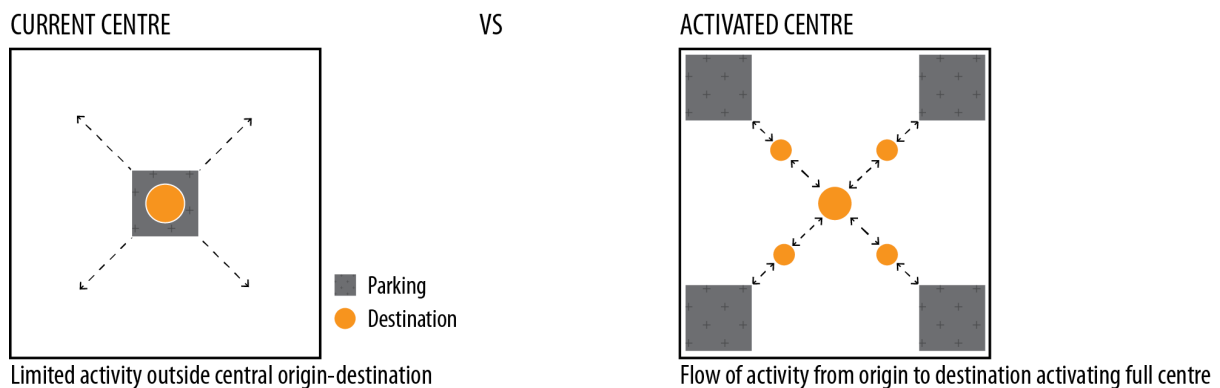 CURRENT CENTRE
VS
ACTIVATED CENTRE
Parking
Destination
Limited activity outside central origin-destination
Flow of activity from origin to destination activating full centre